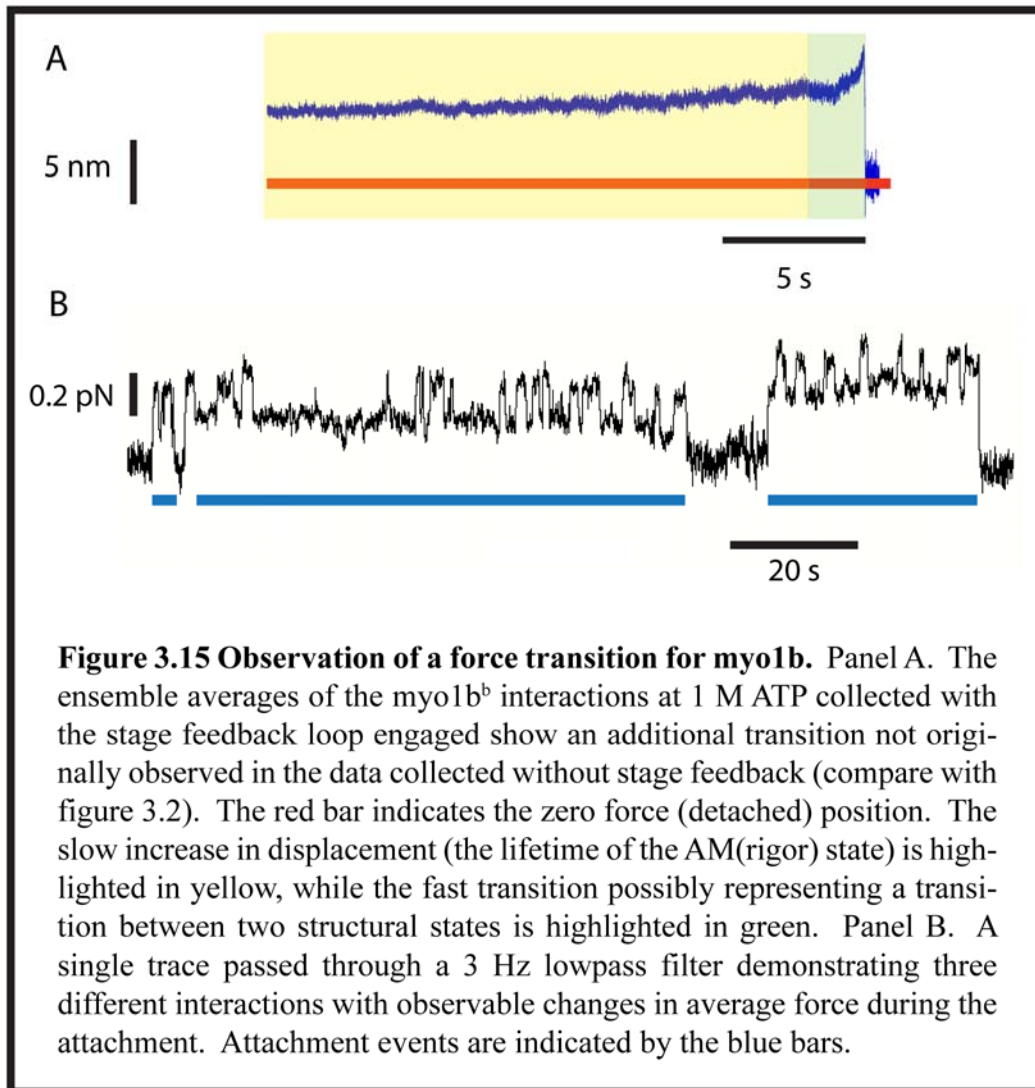 A
5 nm
5 s
B
0.2 pN
20 s
Figure 3.15 Observation of a force transition for myo1b. Panel A. The
ensemble averages of the myo1bᵇ interactions at 1 M ATP collected with
the stage feedback loop engaged show an additional transition not origi-
nally observed in the data collected without stage feedback (compare with
figure 3.2). The red bar indicates the zero force (detached) position. The
slow increase in displacement (the lifetime of the AM(rigor) state) is high-
lighted in yellow, while the fast transition possibly representing a transi-
tion between two structural states is highlighted in green. Panel B. A
single trace passed through a 3 Hz lowpass filter demonstrating three
different interactions with observable changes in average force during the
attachment. Attachment events are indicated by the blue bars.